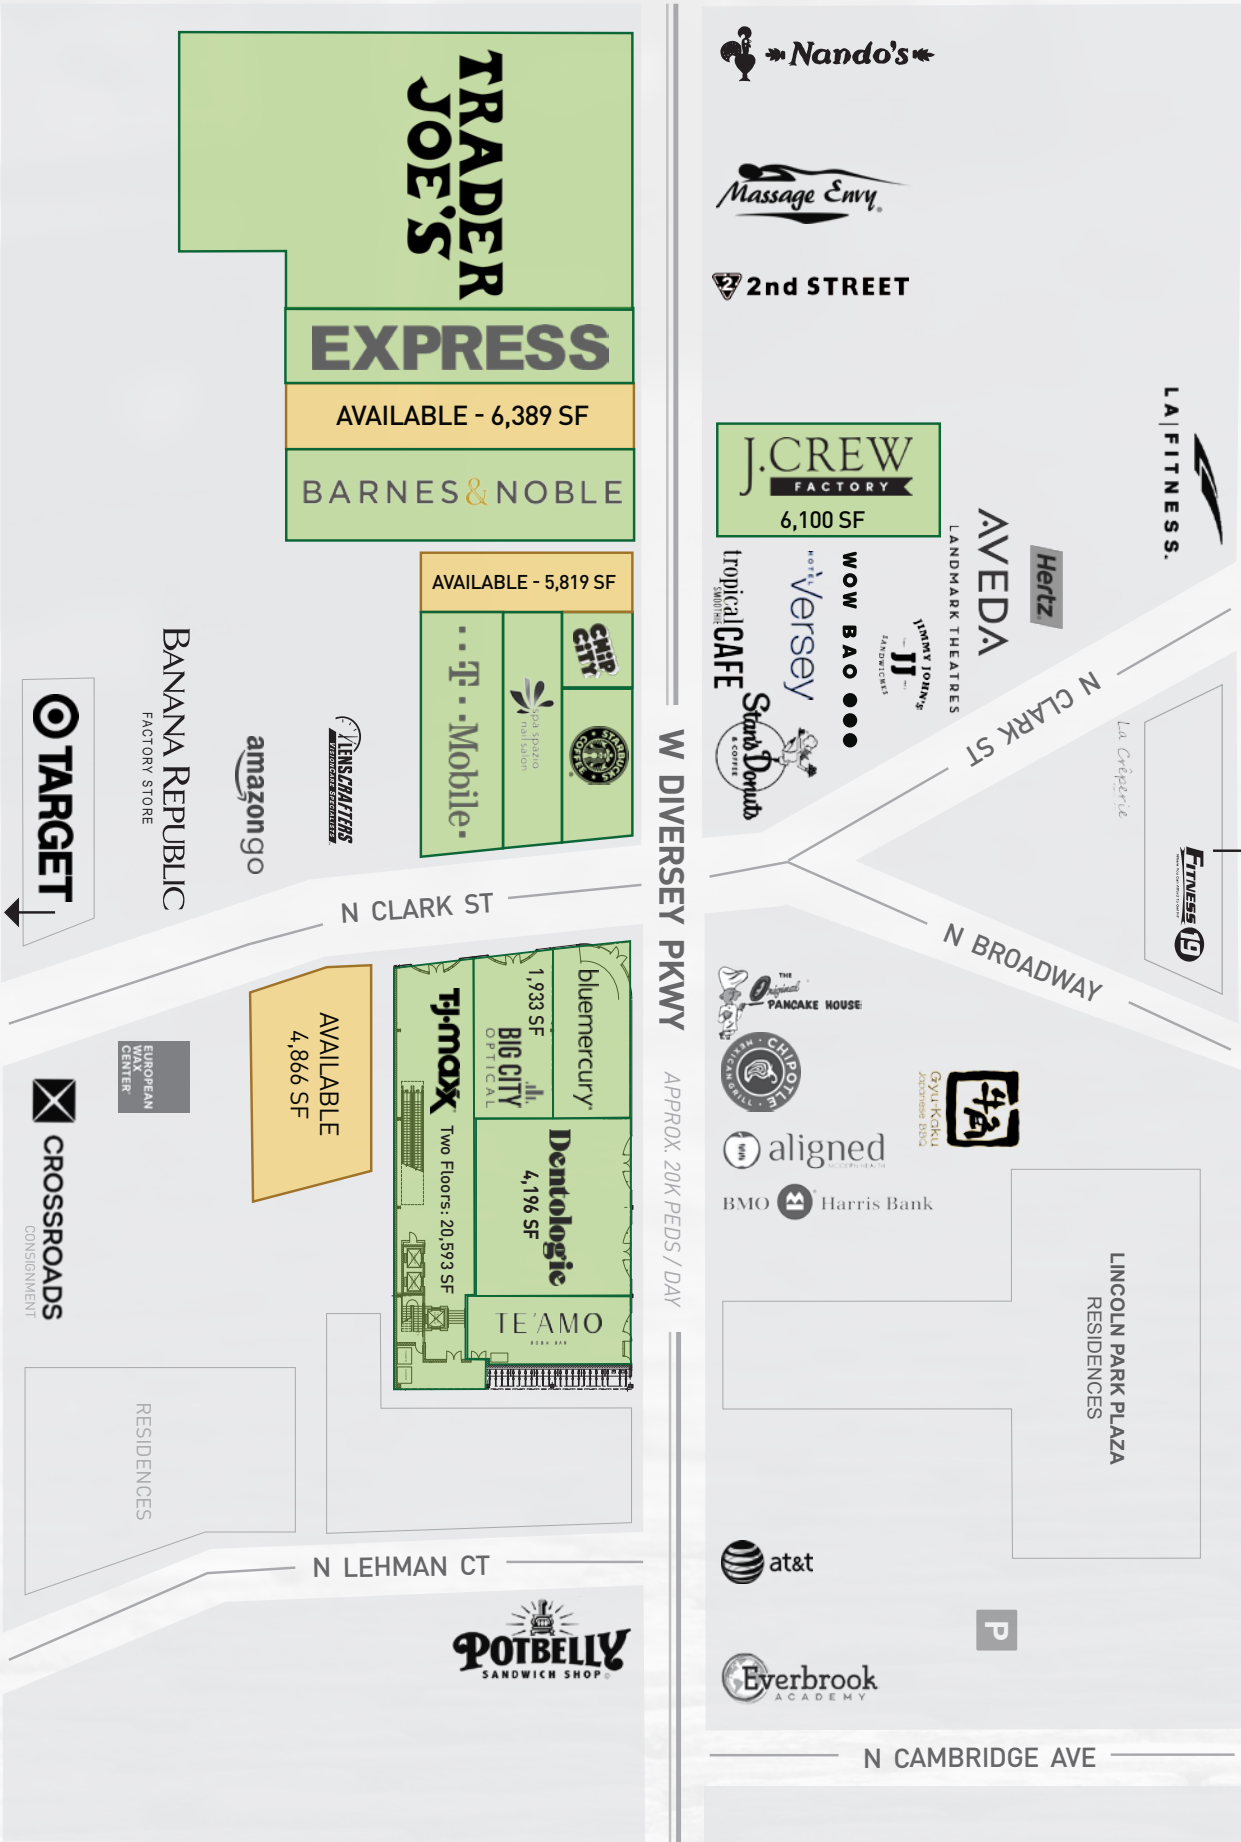 TRADER
JOE'S
EXPRESS
AVAILABLE - 6,389 SF
BARNES & NOBLE
AVAILABLE - 5,819 SF
T-Mobile
spa spazio
nail salon
CHIP
CITY
STARBUCKS
COFFEE
TARGET
BANANA REPUBLIC
FACTORY STORE
amazon go
LENSCRAFTERS
N CLARK ST
Nando's
Massage Envy
2
2nd STREET
J.CREW
FACTORY
6,100 SF
tropical
SMOOTHIE
CAFE
HOTEL
Versey
WOW BAO
JIMMY JOHN'S
JJ
SANDWICHES
LANDMARK THEATRES
AVEDA
Hertz
LA|FITNESS.
Stan's Donuts
& COFFEE
N CLARK ST
La Crêperie
FITNESS 19
W DIVERSEY PKWY
APPROX. 20K PEDS / DAY
N BROADWAY
AVAILABLE
4,866 SF
EUROPEAN
WAX
CENTER
CROSSROADS
CONSIGNMENT
T·J·maxx
Two Floors: 20,593 SF
1,933 SF
BIG CITY
OPTICAL
bluemercury
Dentologie
4,196 SF
TE'AMO
BOBA BAR
THE
Original
PANCAKE HOUSE
CHIPOTLE
MEXICAN GRILL
牛角
Gyu-Kaku
Japanese BBQ
aligned
MODERN HEALTH
BMO Harris Bank
LINCOLN PARK PLAZA
RESIDENCES
RESIDENCES
N LEHMAN CT
POTBELLY
SANDWICH SHOP
at&t
P
Everbrook
ACADEMY
N CAMBRIDGE AVE